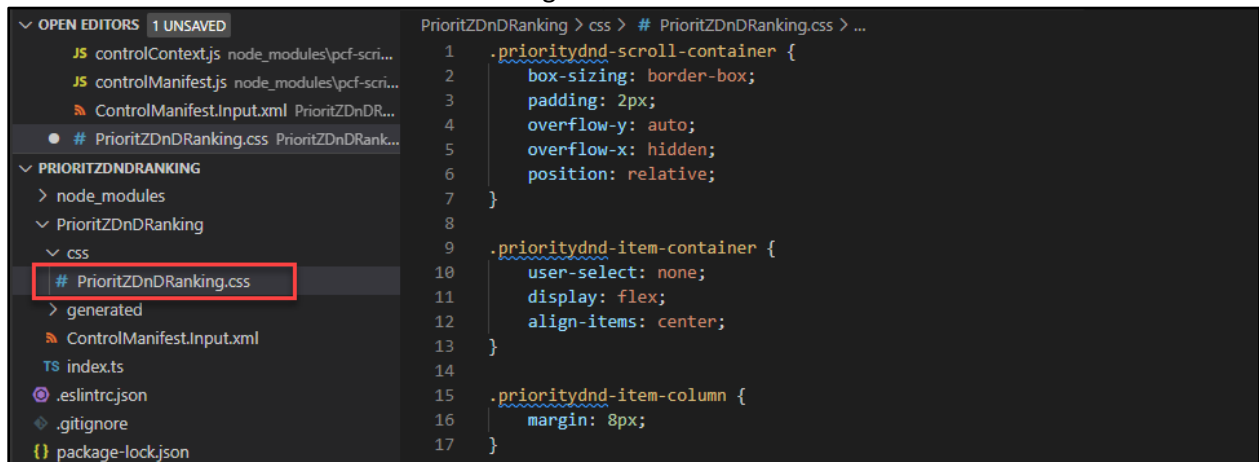 OPEN EDITORS 1 UNSAVED
JS controlContext.js node_modules\pcf-scri...
JS controlManifest.js node_modules\pcf-scri...
ControlManifest.Input.xml PrioritZDnDR...
# PrioritZDnDRanking.css PrioritZDnDRank...
PRIORITZDNDRANKING
> node_modules
PrioritZDnDRanking
css
# PrioritZDnDRanking.css
> generated
ControlManifest.Input.xml
TS index.ts
.eslintrc.json
.gitignore
{} package-lock.json
PrioritZDnDRanking > css > # PrioritZDnDRanking.css > ...
1 .prioritydnd-scroll-container {
2 box-sizing: border-box;
3 padding: 2px;
4 overflow-y: auto;
5 overflow-x: hidden;
6 position: relative;
7 }
8
9 .prioritydnd-item-container {
10 user-select: none;
11 display: flex;
12 align-items: center;
13 }
14
15 .prioritydnd-item-column {
16 margin: 8px;
17 }